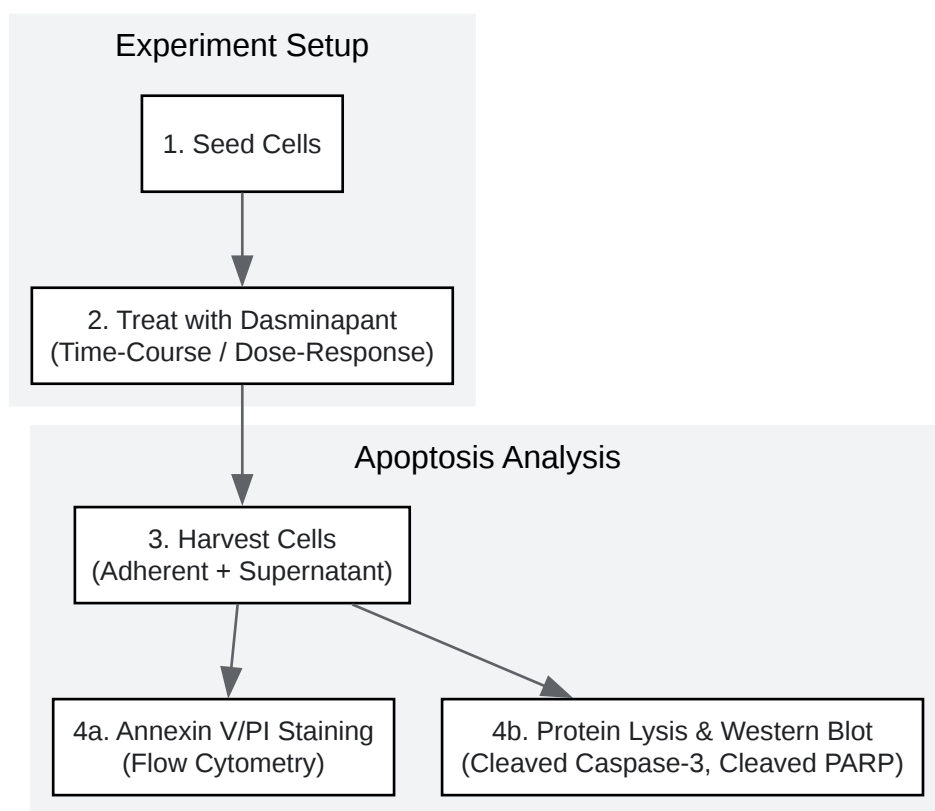 Experiment Setup
1. Seed Cells
2. Treat with Dasminapant
(Time-Course / Dose-Response)
Apoptosis Analysis
3. Harvest Cells
(Adherent + Supernatant)
4a. Annexin V/PI Staining
(Flow Cytometry)
4b. Protein Lysis & Western Blot
(Cleaved Caspase-3, Cleaved PARP)